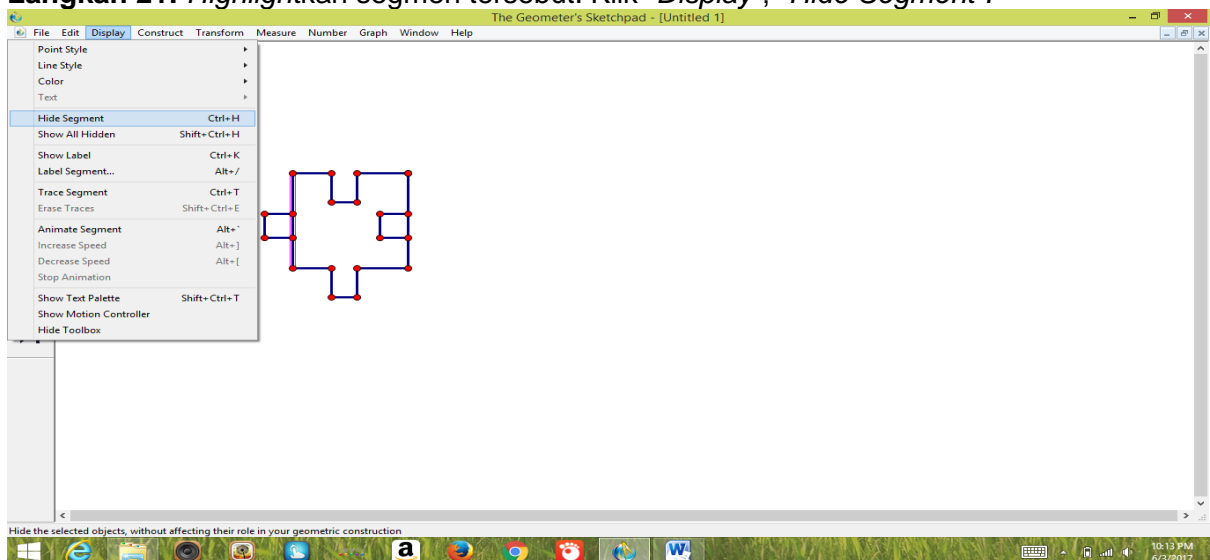 Langkah 21: Highlightkan segmen tersebut. Klik "Display", "Hide Segment".
The Geometer's Sketchpad - [Untitled 1]
File Edit Display Construct Transform Measure Number Graph Window Help
Point Style
Line Style
Color
Text
Hide Segment Ctrl+H
Show All Hidden Shift+Ctrl+H
Show Label Ctrl+K
Label Segment... Alt+/
Trace Segment Ctrl+T
Erase Traces Shift+Ctrl+E
Animate Segment Alt+`
Increase Speed Alt+]
Decrease Speed Alt+[
Stop Animation
Show Text Palette Shift+Ctrl+T
Show Motion Controller
Hide Toolbox
Hide the selected objects, without affecting their role in your geometric construction
a
W
10:13 PM
6/3/2017